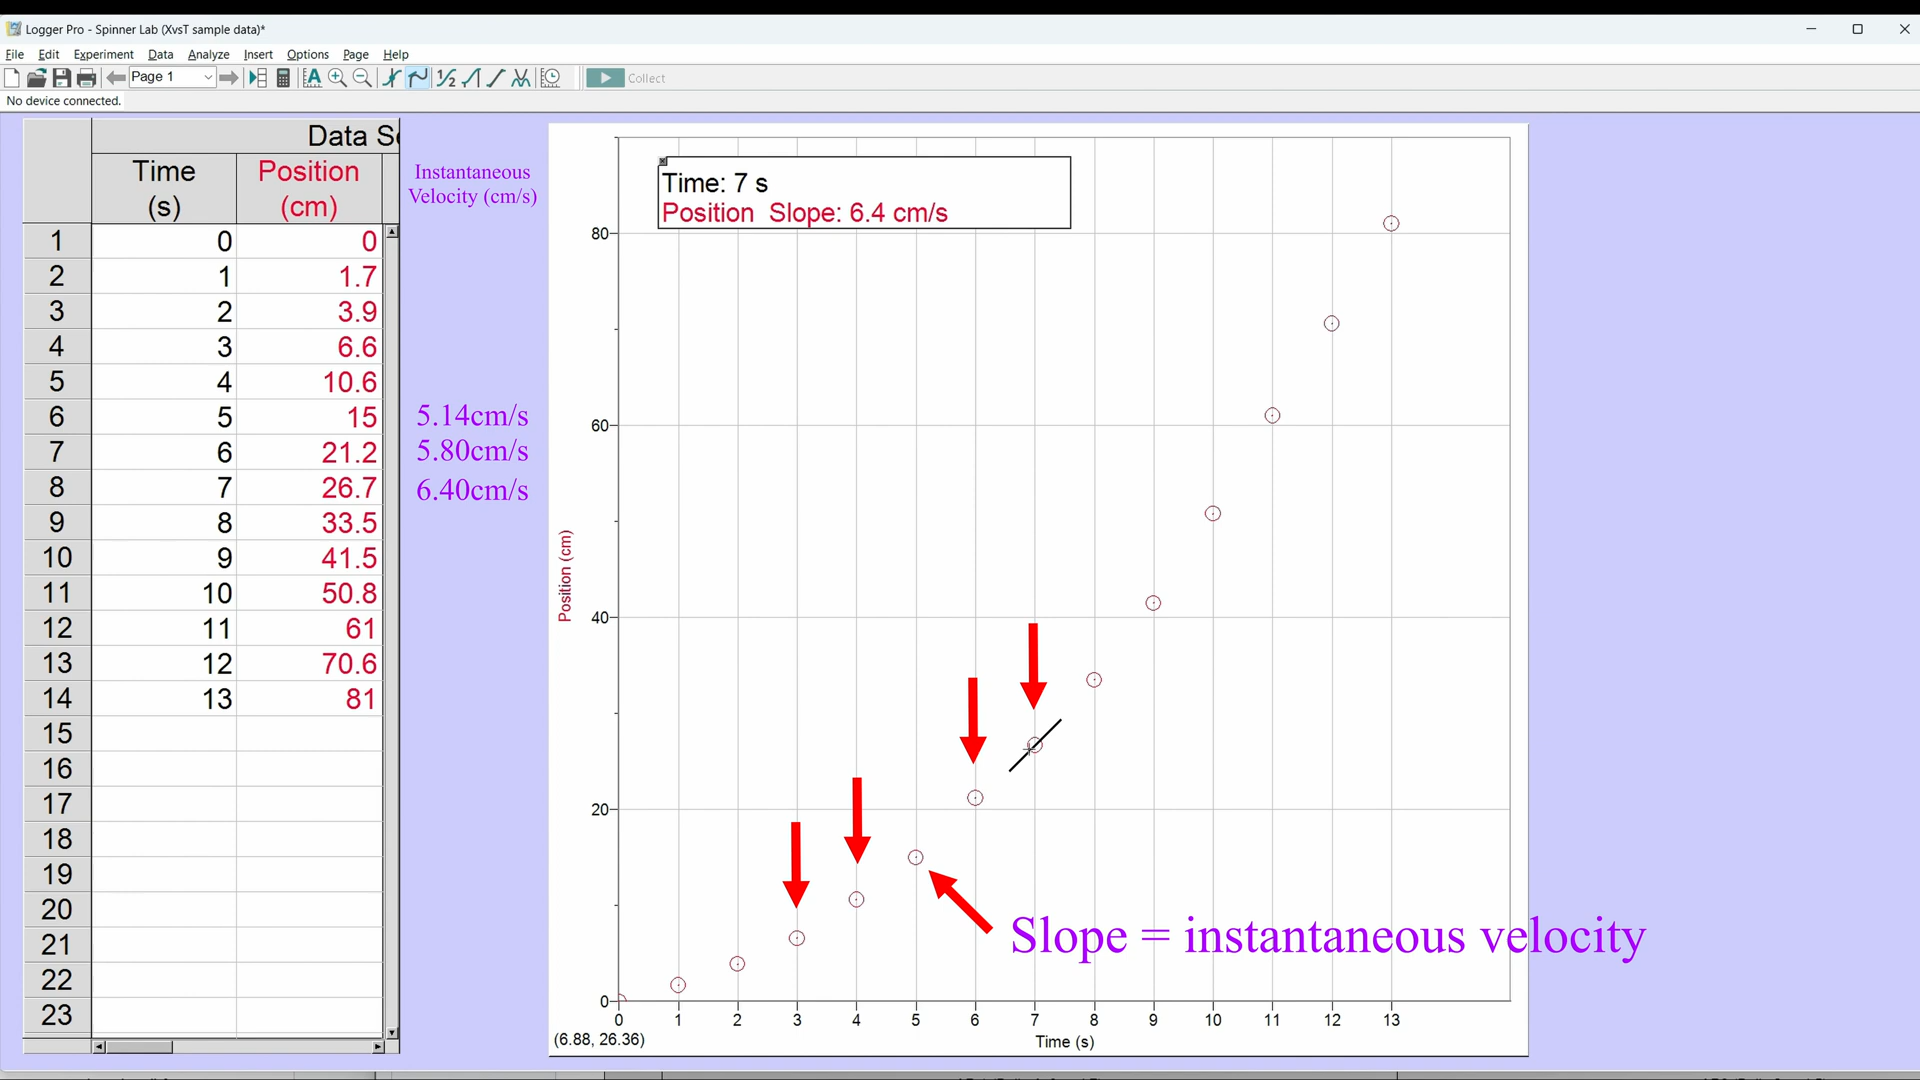 Logger Pro - Spinner Lab (XvsT sample data)*
File Edit Experiment Data Analyze Insert Options Page Help
Page 1
Collect
No device connected.
Data Se
Time (s) Position (cm)
Instantaneous
Velocity (cm/s)
1 0 0
2 1 1.7
3 2 3.9
4 3 6.6
5 4 10.6
6 5 15 5.14cm/s
7 6 21.2 5.80cm/s
8 7 26.7 6.40cm/s
9 8 33.5
10 9 41.5
11 10 50.8
12 11 61
13 12 70.6
14 13 81
15
16
17
18
19
20
21
22
23
Time: 7 s
Position Slope: 6.4 cm/s
80
60
40
20
0
Position (cm)
Slope = instantaneous velocity
0 1 2 3 4 5 6 7 8 9 10 11 12 13
(6.88, 26.36)
Time (s)